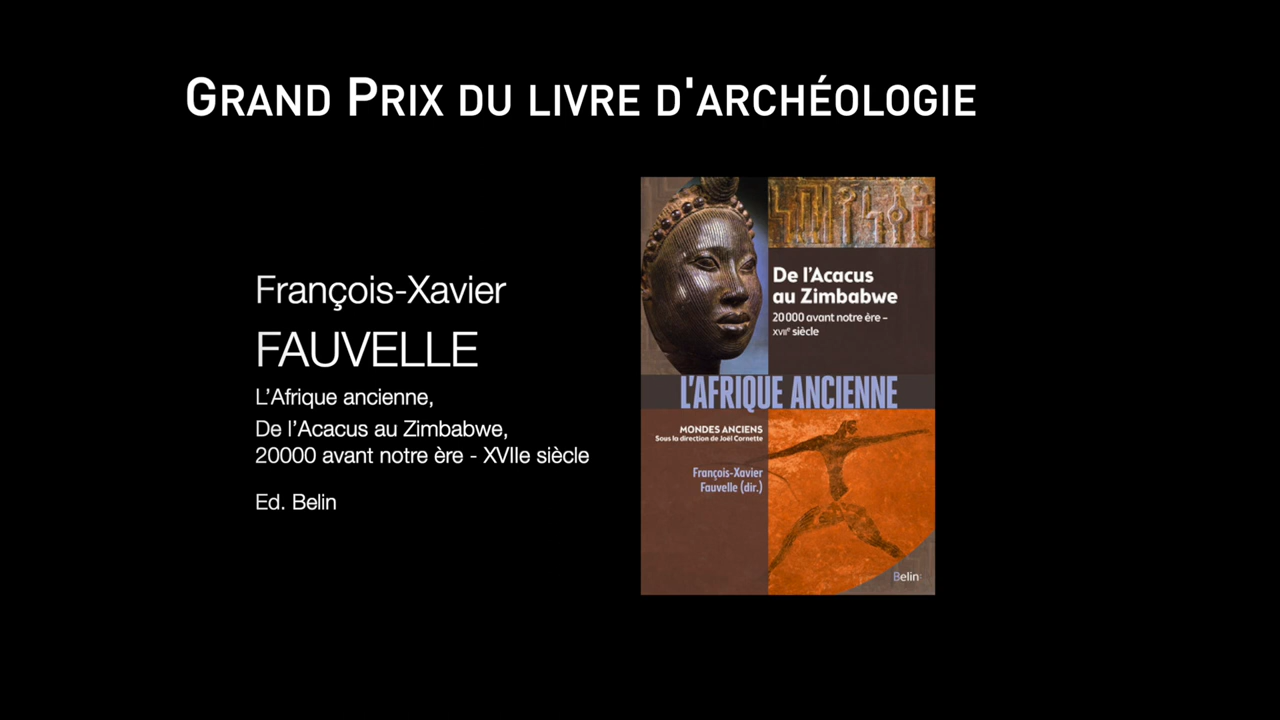 GRAND PRIX DU LIVRE D'ARCHÉOLOGIE
François-Xavier
FAUVELLE
L'Afrique ancienne,
De l'Acacus au Zimbabwe,
20000 avant notre ère - XVIIe siècle
Ed. Belin
De l'Acacus
au Zimbabwe
20 000 avant notre ère –
XVIIe siècle
L'AFRIQUE ANCIENNE
MONDES ANCIENS
Sous la direction de Joël Cornette
François-Xavier
Fauvelle (dir.)
Belin: